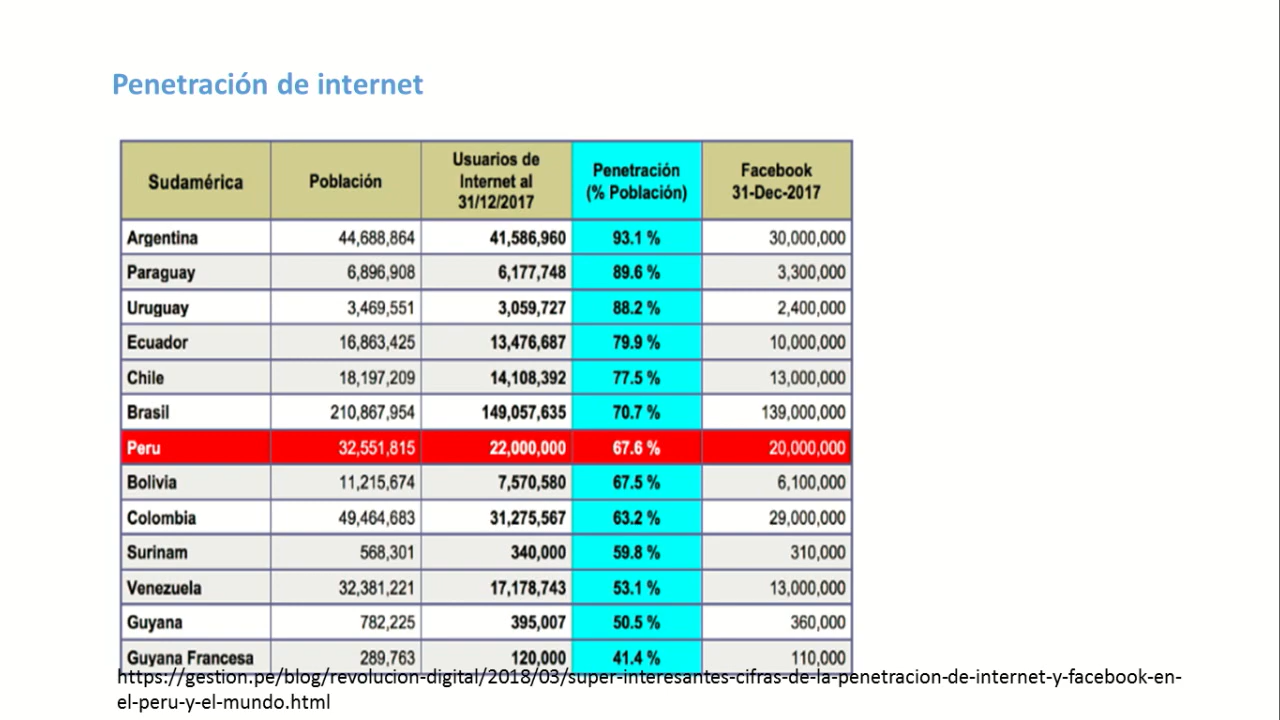 Penetración de internet
Sudamérica Población Usuarios de Internet al 31/12/2017 Penetración (% Población) Facebook 31-Dec-2017
Argentina 44,688,864 41,586,960 93.1 % 30,000,000
Paraguay 6,896,908 6,177,748 89.6 % 3,300,000
Uruguay 3,469,551 3,059,727 88.2 % 2,400,000
Ecuador 16,863,425 13,476,687 79.9 % 10,000,000
Chile 18,197,209 14,108,392 77.5 % 13,000,000
Brasil 210,867,954 149,057,635 70.7 % 139,000,000
Peru 32,551,815 22,000,000 67.6 % 20,000,000
Bolivia 11,215,674 7,570,580 67.5 % 6,100,000
Colombia 49,464,683 31,275,567 63.2 % 29,000,000
Surinam 568,301 340,000 59.8 % 310,000
Venezuela 32,381,221 17,178,743 53.1 % 13,000,000
Guyana 782,225 395,007 50.5 % 360,000
Guyana Francesa 289,763 120,000 41.4 % 110,000
https://gestion.pe/blog/revolucion-digital/2018/03/super-interesantes-cifras-de-la-penetracion-de-internet-y-facebook-en-
el-peru-y-el-mundo.html